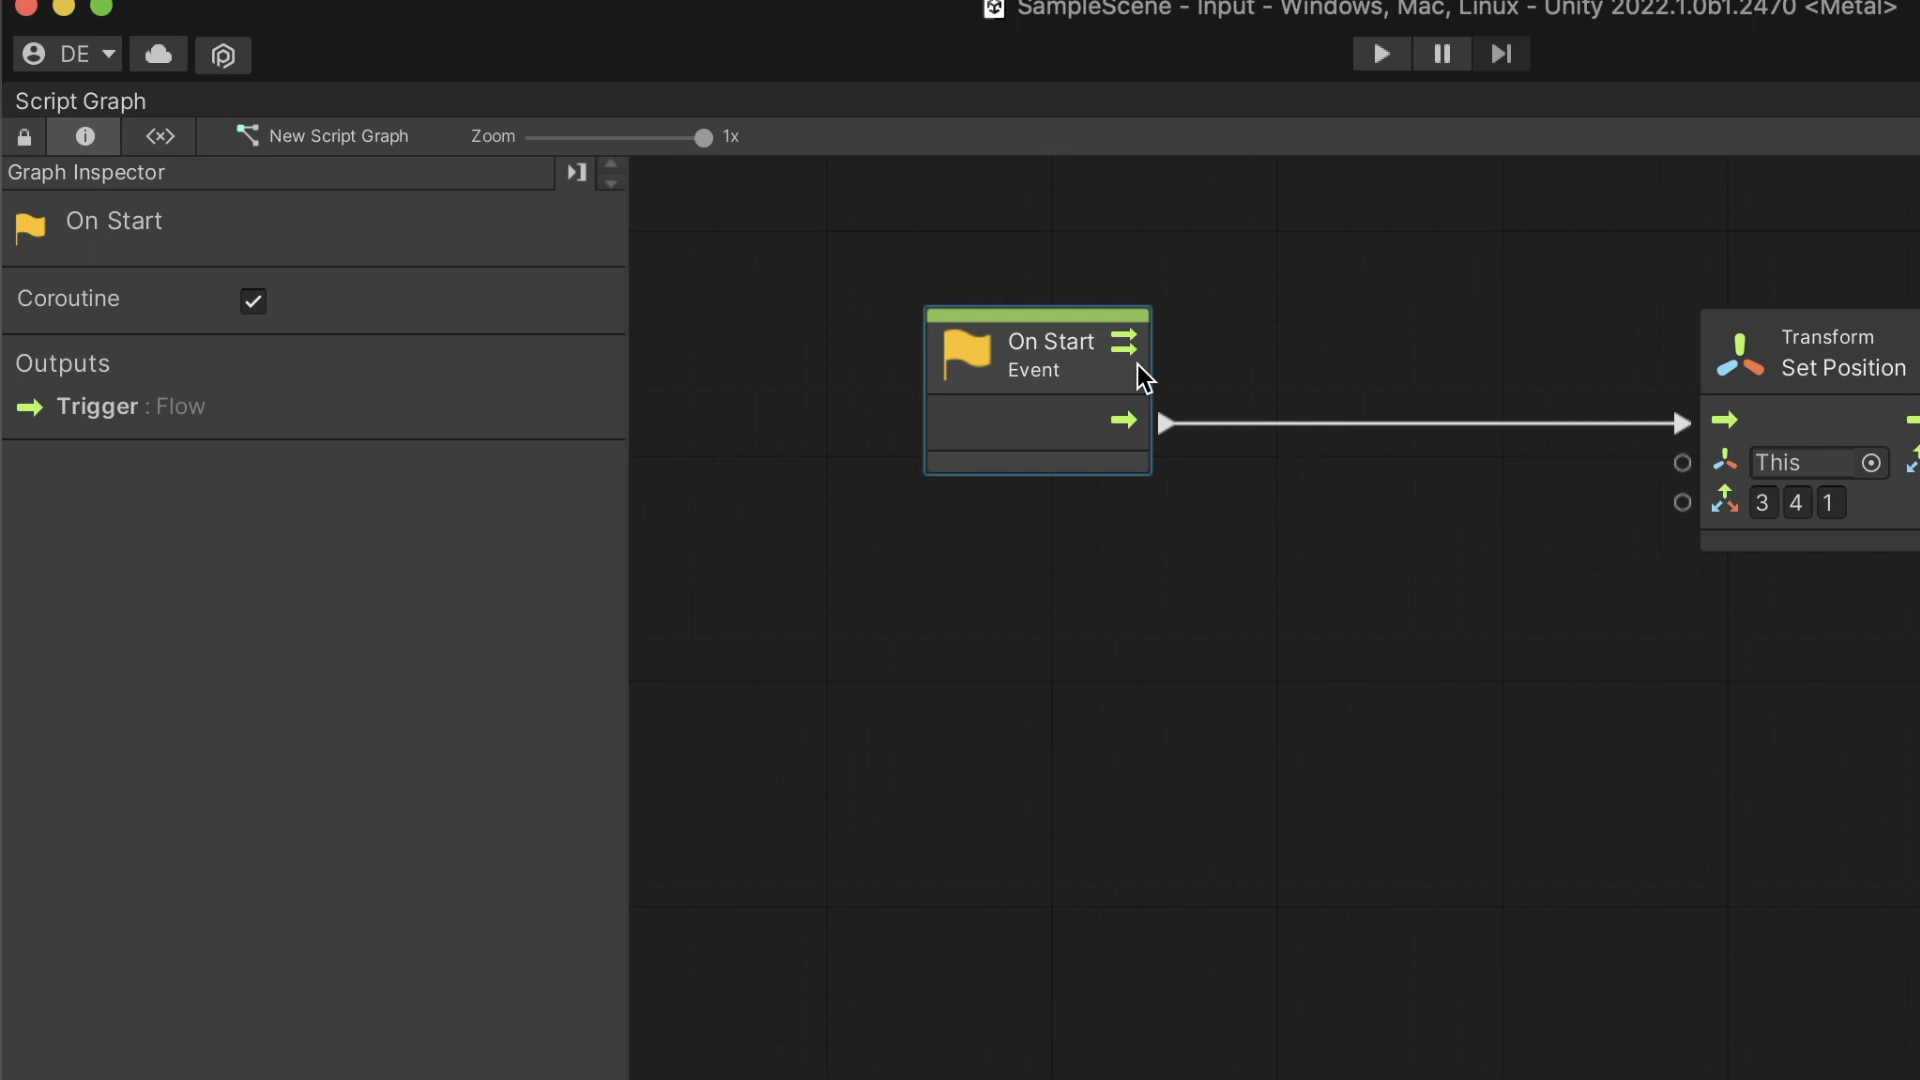 SampleScene - Input - Windows, Mac, Linux - Unity 2022.1.0b1.2470 <Metal>
DE
Script Graph
New Script Graph
Zoom
1x
Graph Inspector
On Start
Coroutine
Outputs
Trigger : Flow
On Start
Event
Transform
Set Position
This
3 4 1